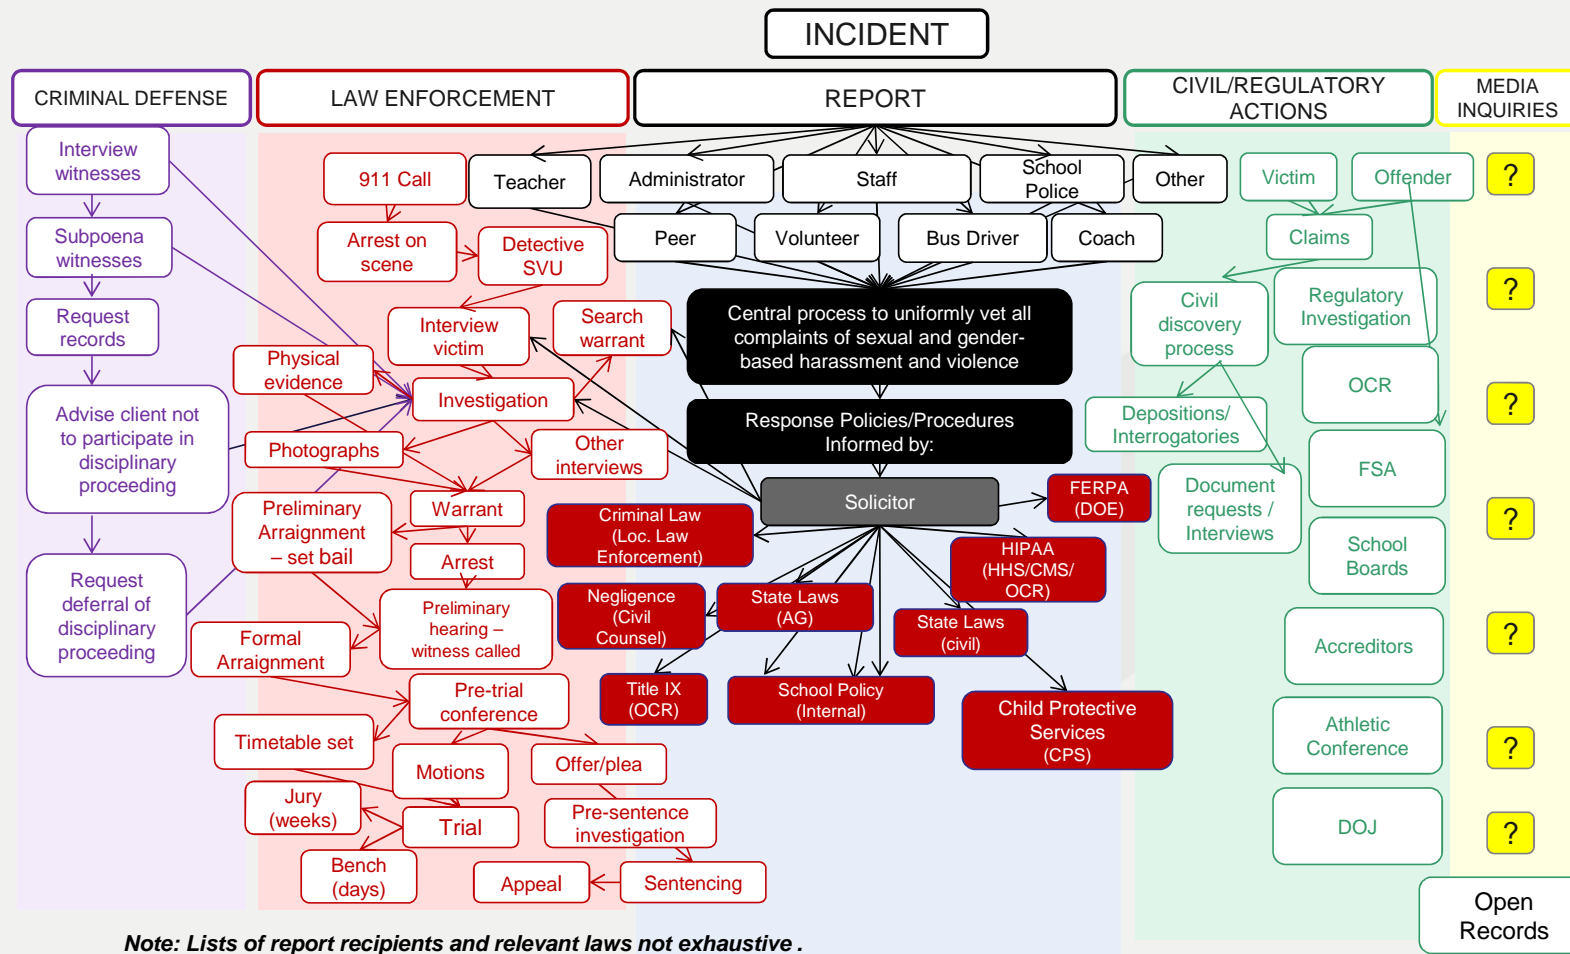 INCIDENT
CRIMINAL DEFENSE
LAW ENFORCEMENT
REPORT
CIVIL/REGULATORY
ACTIONS
MEDIA
INQUIRIES
Interview
witnesses
Subpoena
witnesses
Request
records
Advise client not
to participate in
disciplinary
proceeding
Request
deferral of
disciplinary
proceeding
911 Call
Arrest on
scene
Detective
SVU
Interview
victim
Search
warrant
Physical
evidence
Investigation
Photographs
Other
interviews
Warrant
Preliminary
Arraignment
– set bail
Arrest
Preliminary
hearing –
witness called
Formal
Arraignment
Pre-trial
conference
Timetable set
Motions
Offer/plea
Jury
(weeks)
Trial
Pre-sentence
investigation
Bench
(days)
Appeal
Sentencing
Teacher
Administrator
Staff
School
Police
Other
Peer
Volunteer
Bus Driver
Coach
Central process to uniformly vet all
complaints of sexual and gender-
based harassment and violence
Response Policies/Procedures
Informed by:
Solicitor
FERPA
(DOE)
Criminal Law
(Loc. Law
Enforcement)
HIPAA
(HHS/CMS/
OCR)
Negligence
(Civil
Counsel)
State Laws
(AG)
State Laws
(civil)
Title IX
(OCR)
School Policy
(Internal)
Child Protective
Services
(CPS)
Victim
Offender
Claims
Civil
discovery
process
Regulatory
Investigation
Depositions/
Interrogatories
OCR
Document
requests /
Interviews
FSA
School
Boards
Accreditors
Athletic
Conference
DOJ
?
?
?
?
?
?
?
Open
Records
Note: Lists of report recipients and relevant laws not exhaustive .